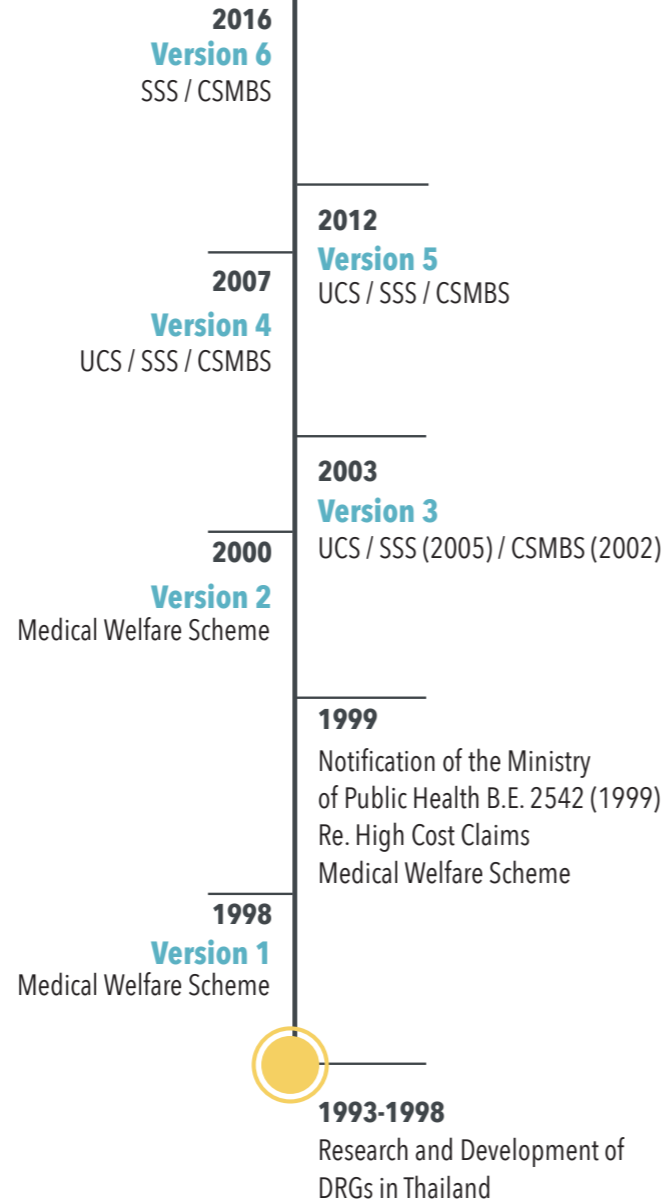 2016
Version 6
SSS / CSMBS
2012
Version 5
UCS / SSS / CSMBS
2007
Version 4
UCS / SSS / CSMBS
2003
Version 3
UCS / SSS (2005) / CSMBS (2002)
2000
Version 2
Medical Welfare Scheme
1999
Notification of the Ministry
of Public Health B.E. 2542 (1999)
Re. High Cost Claims
Medical Welfare Scheme
1998
Version 1
Medical Welfare Scheme
1993-1998
Research and Development of
DRGs in Thailand